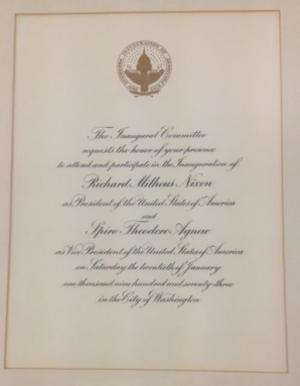 The Inaugural Committee
requests the honor of your presence
to attend and participate in the Inauguration of
Richard Milhous Nixon
as President of the United States of America
and
Spiro Theodore Agnew
as Vice President of the United States of America
on Saturday the twentieth of January
one thousand nine hundred and seventy-three
in the City of Washington